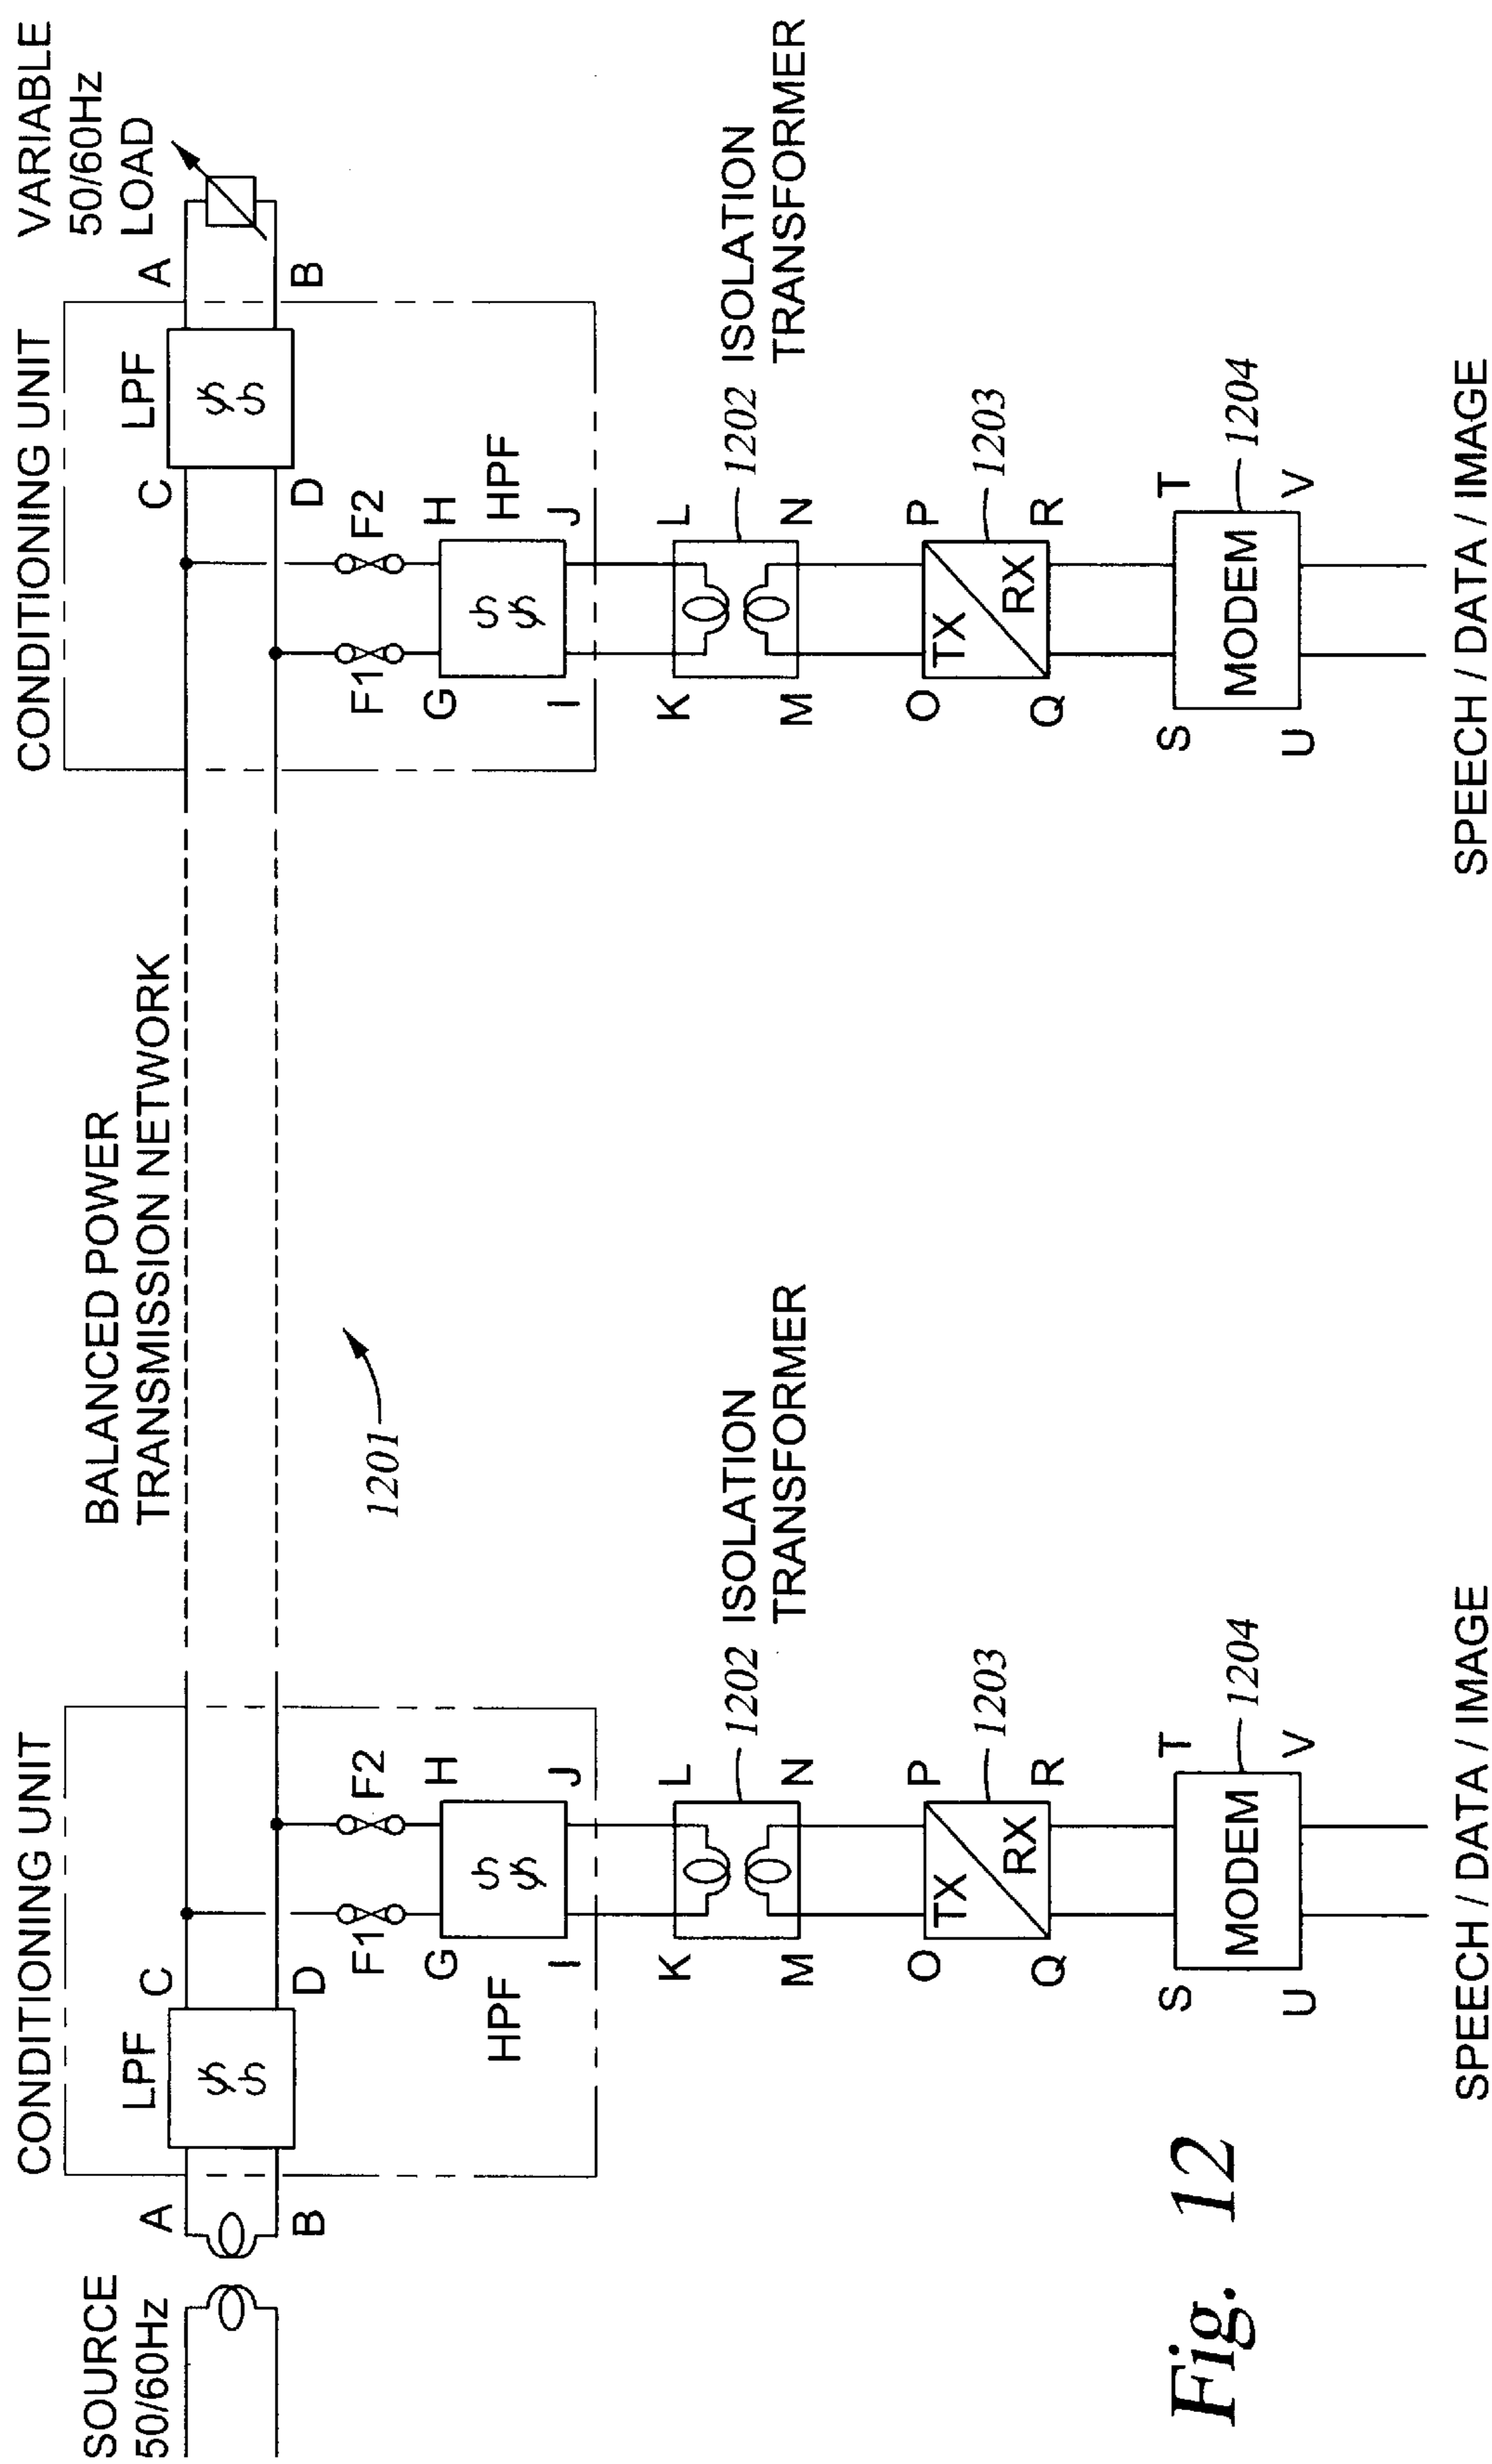 SOURCE
50/60Hz
A
B
CONDITIONING UNIT
LPF
C
D
F1
F2
G
H
HPF
I
J
K
L
1202
ISOLATION
TRANSFORMER
M
N
O
P
TX
RX
1203
Q
R
S
T
MODEM
1204
U
V
SPEECH / DATA / IMAGE
BALANCED POWER
TRANSMISSION NETWORK
1201
CONDITIONING UNIT
LPF
C
D
A
B
VARIABLE
50/60Hz
LOAD
F1
F2
G
H
HPF
I
J
K
L
1202
ISOLATION
TRANSFORMER
M
N
O
P
TX
RX
1203
Q
R
S
T
MODEM
1204
U
V
SPEECH / DATA / IMAGE
Fig. 12